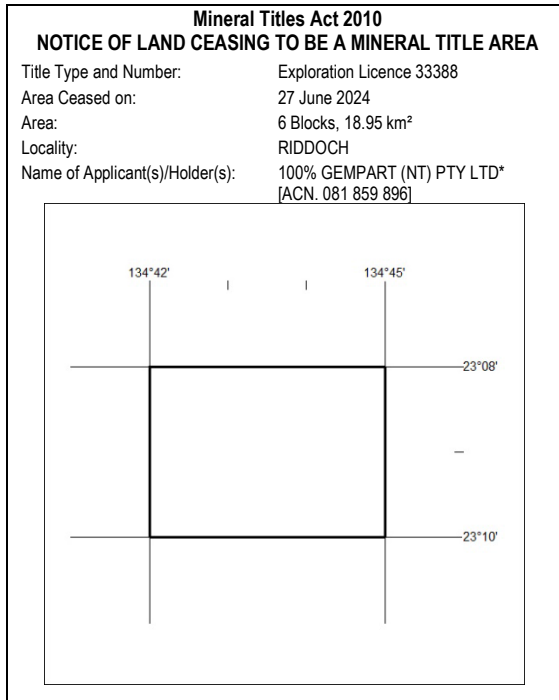 Mineral Titles Act 2010
NOTICE OF LAND CEASING TO BE A MINERAL TITLE AREA
Title Type and Number: Exploration Licence 33388
Area Ceased on: 27 June 2024
Area: 6 Blocks, 18.95 km²
Locality: RIDDOCH
Name of Applicant(s)/Holder(s): 100% GEMPART (NT) PTY LTD*
[ACN. 081 859 896]
134°42' 134°45'
23°08'
23°10'